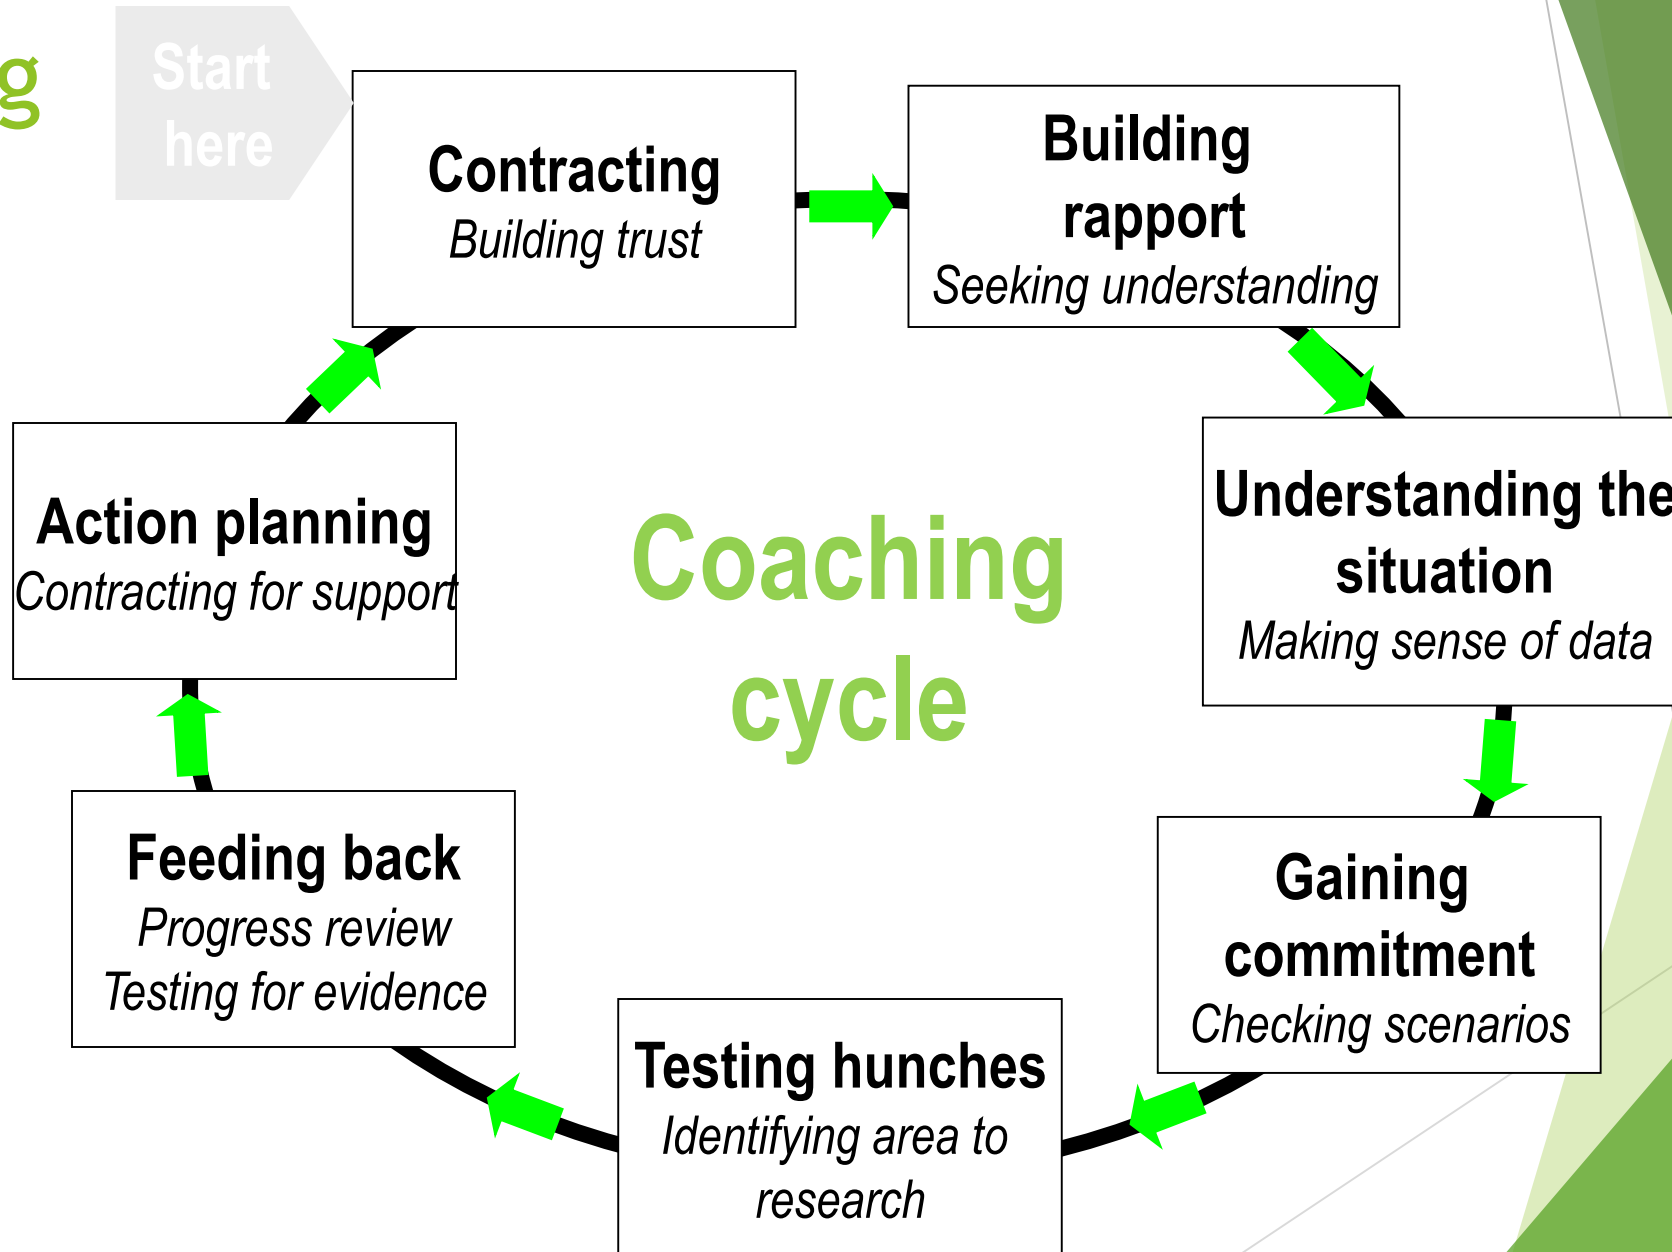 g
Start
here
Contracting
Building trust
Building
rapport
Seeking understanding
Understanding the
situation
Making sense of data
Gaining
commitment
Checking scenarios
Testing hunches
Identifying area to
research
Feeding back
Progress review
Testing for evidence
Action planning
Contracting for support
Coaching
cycle